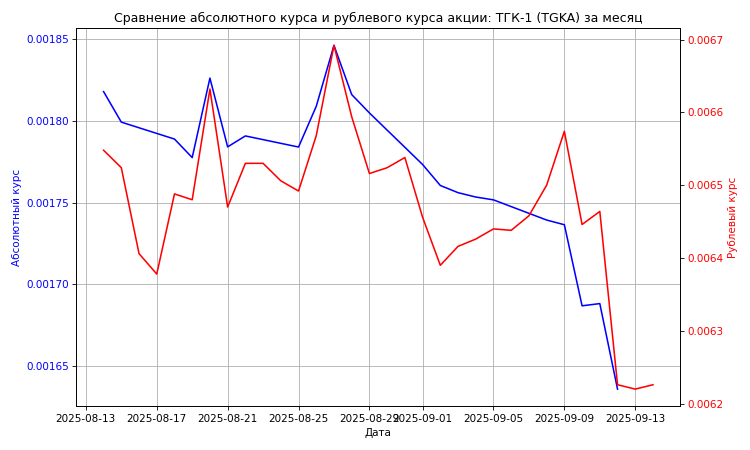 Сравнение абсолютного курса и рублевого курса акции: ТГК-1 (TGKA) за месяц
0.00185
0.00180
0.00175
0.00170
0.00165
Абсолютный курс
0.0067
0.0066
0.0065
0.0064
0.0063
0.0062
Рублевый курс
2025-08-13 2025-08-17 2025-08-21 2025-08-25 2025-08-29 2025-09-01 2025-09-05 2025-09-09 2025-09-13
Дата